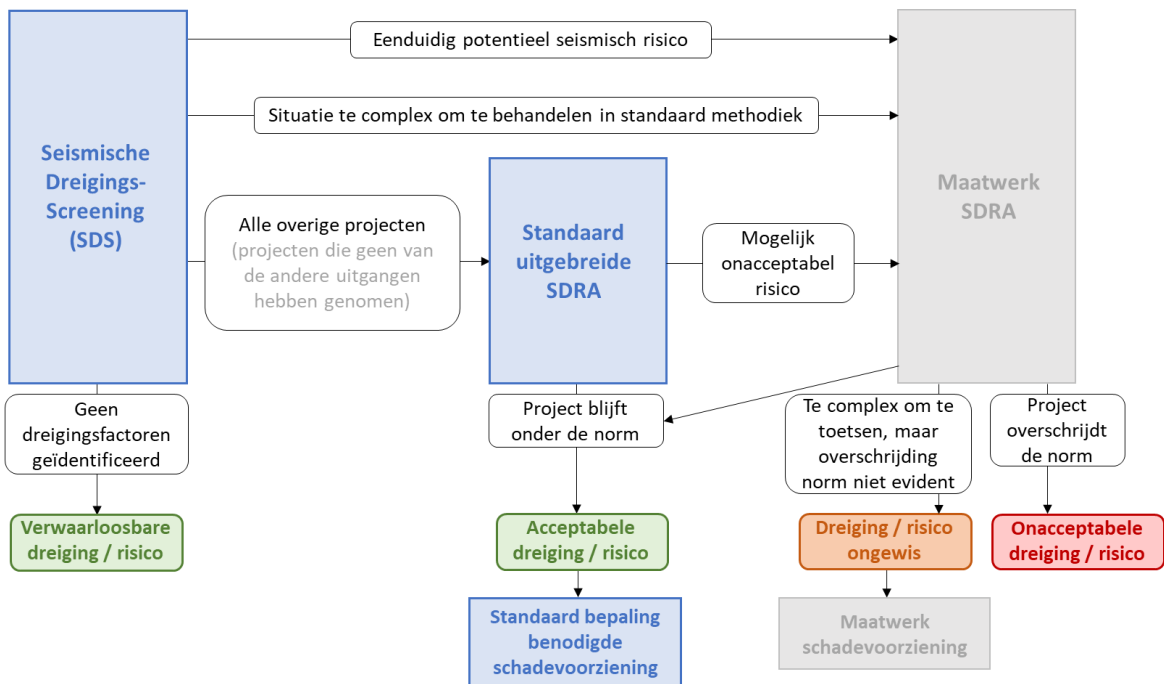 Eenduidig potentieel seismisch risico
Situatie te complex om te behandelen in standaard methodiek
Seismische
Dreigings-
Screening
(SDS)
Alle overige projecten
(projecten die geen van
de andere uitgangen
hebben genomen)
Standaard
uitgebreide
SDRA
Mogelijk
onacceptabel
risico
Maatwerk
SDRA
Geen
dreigingsfactoren
geïdentificeerd
Project blijft
onder de norm
Te complex om te
toetsen, maar
overschrijding
norm niet evident
Project
overschrijdt
de norm
Verwaarloosbare
dreiging / risico
Acceptabele
dreiging / risico
Dreiging / risico
ongewis
Onacceptabele
dreiging / risico
Standaard bepaling
benodigde
schadevoorziening
Maatwerk
schadevoorziening